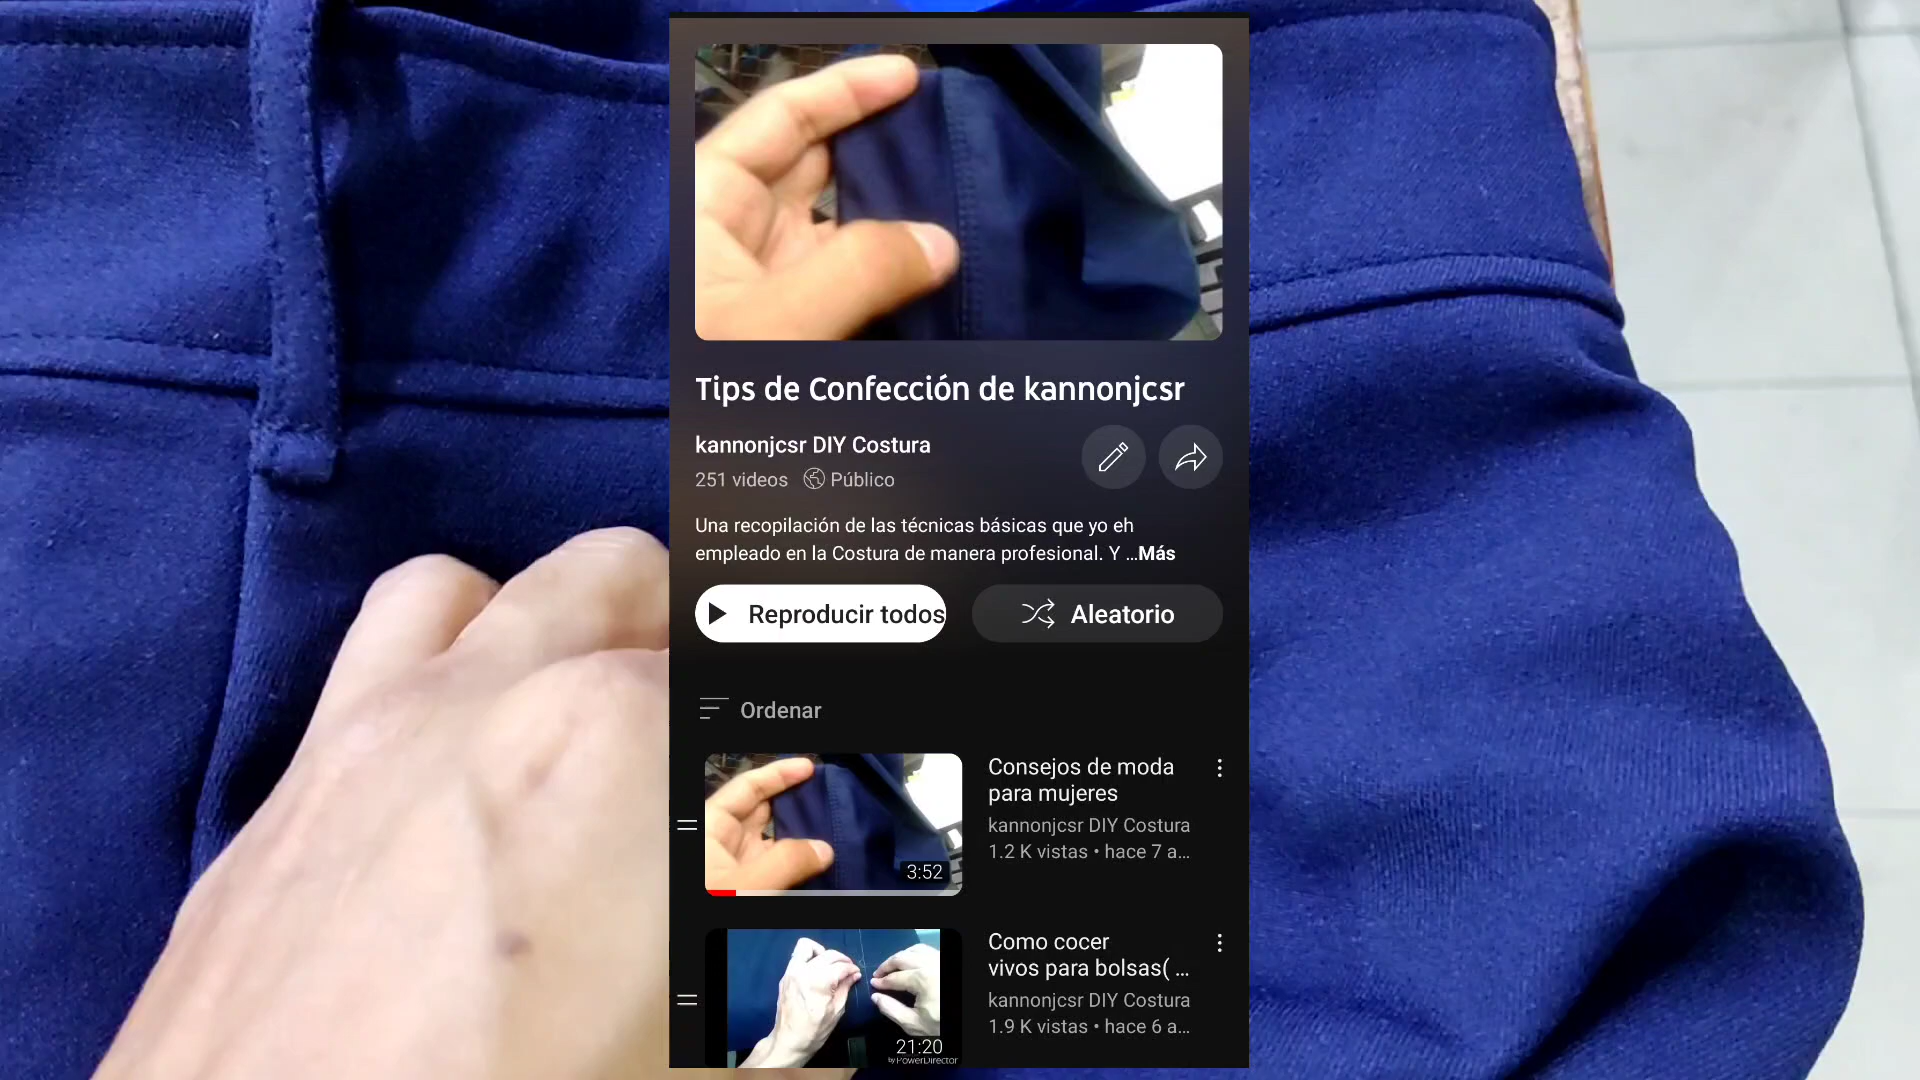 Tips de Confección de kannonjcsr
kannonjcsr DIY Costura
251 videos Público
Una recopilación de las técnicas básicas que yo eh
empleado en la Costura de manera profesional. Y ...Más
Reproducir todos
Aleatorio
Ordenar
Consejos de moda
para mujeres
kannonjcsr DIY Costura
1.2 K vistas • hace 7 a...
3:52
Como cocer
vivos para bolsas( ...
kannonjcsr DIY Costura
1.9 K vistas • hace 6 a...
21:20
by PowerDirector